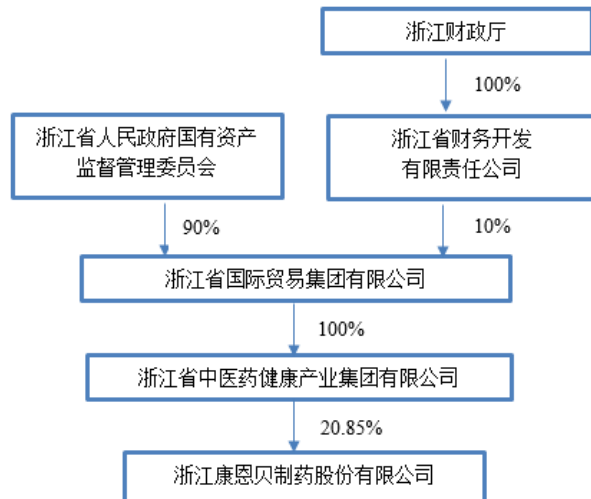 浙江财政厅
100%
浙江省人民政府国有资产
监督管理委员会
浙江省财务开发
有限责任公司
90%
10%
浙江省国际贸易集团有限公司
100%
浙江省中医药健康产业集团有限公司
20.85%
浙江康恩贝制药股份有限公司